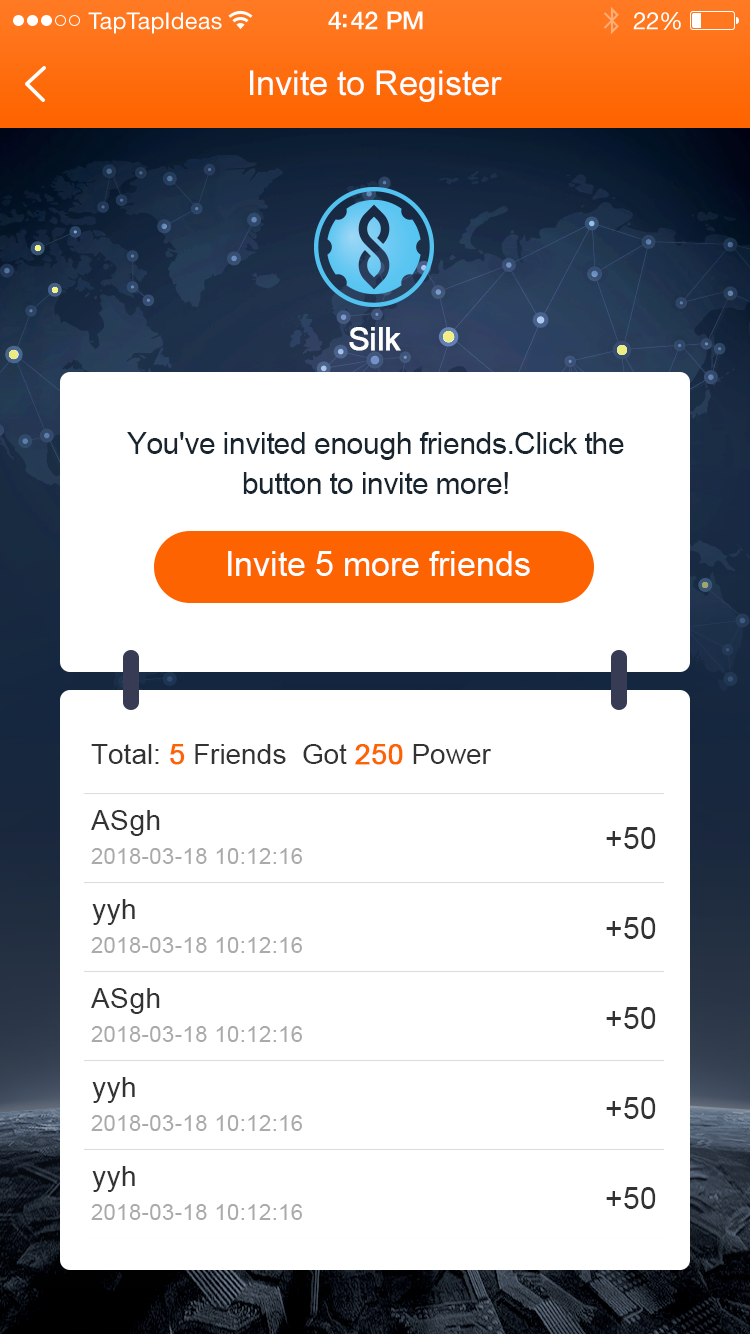 TapTapIdeas 4:42 PM 22%
Invite to Register
Silk
You've invited enough friends.Click the
button to invite more!
Invite 5 more friends
Total: 5 Friends Got 250 Power
ASgh
+50
2018-03-18 10:12:16
yyh
+50
2018-03-18 10:12:16
ASgh
+50
2018-03-18 10:12:16
yyh
+50
2018-03-18 10:12:16
yyh
+50
2018-03-18 10:12:16